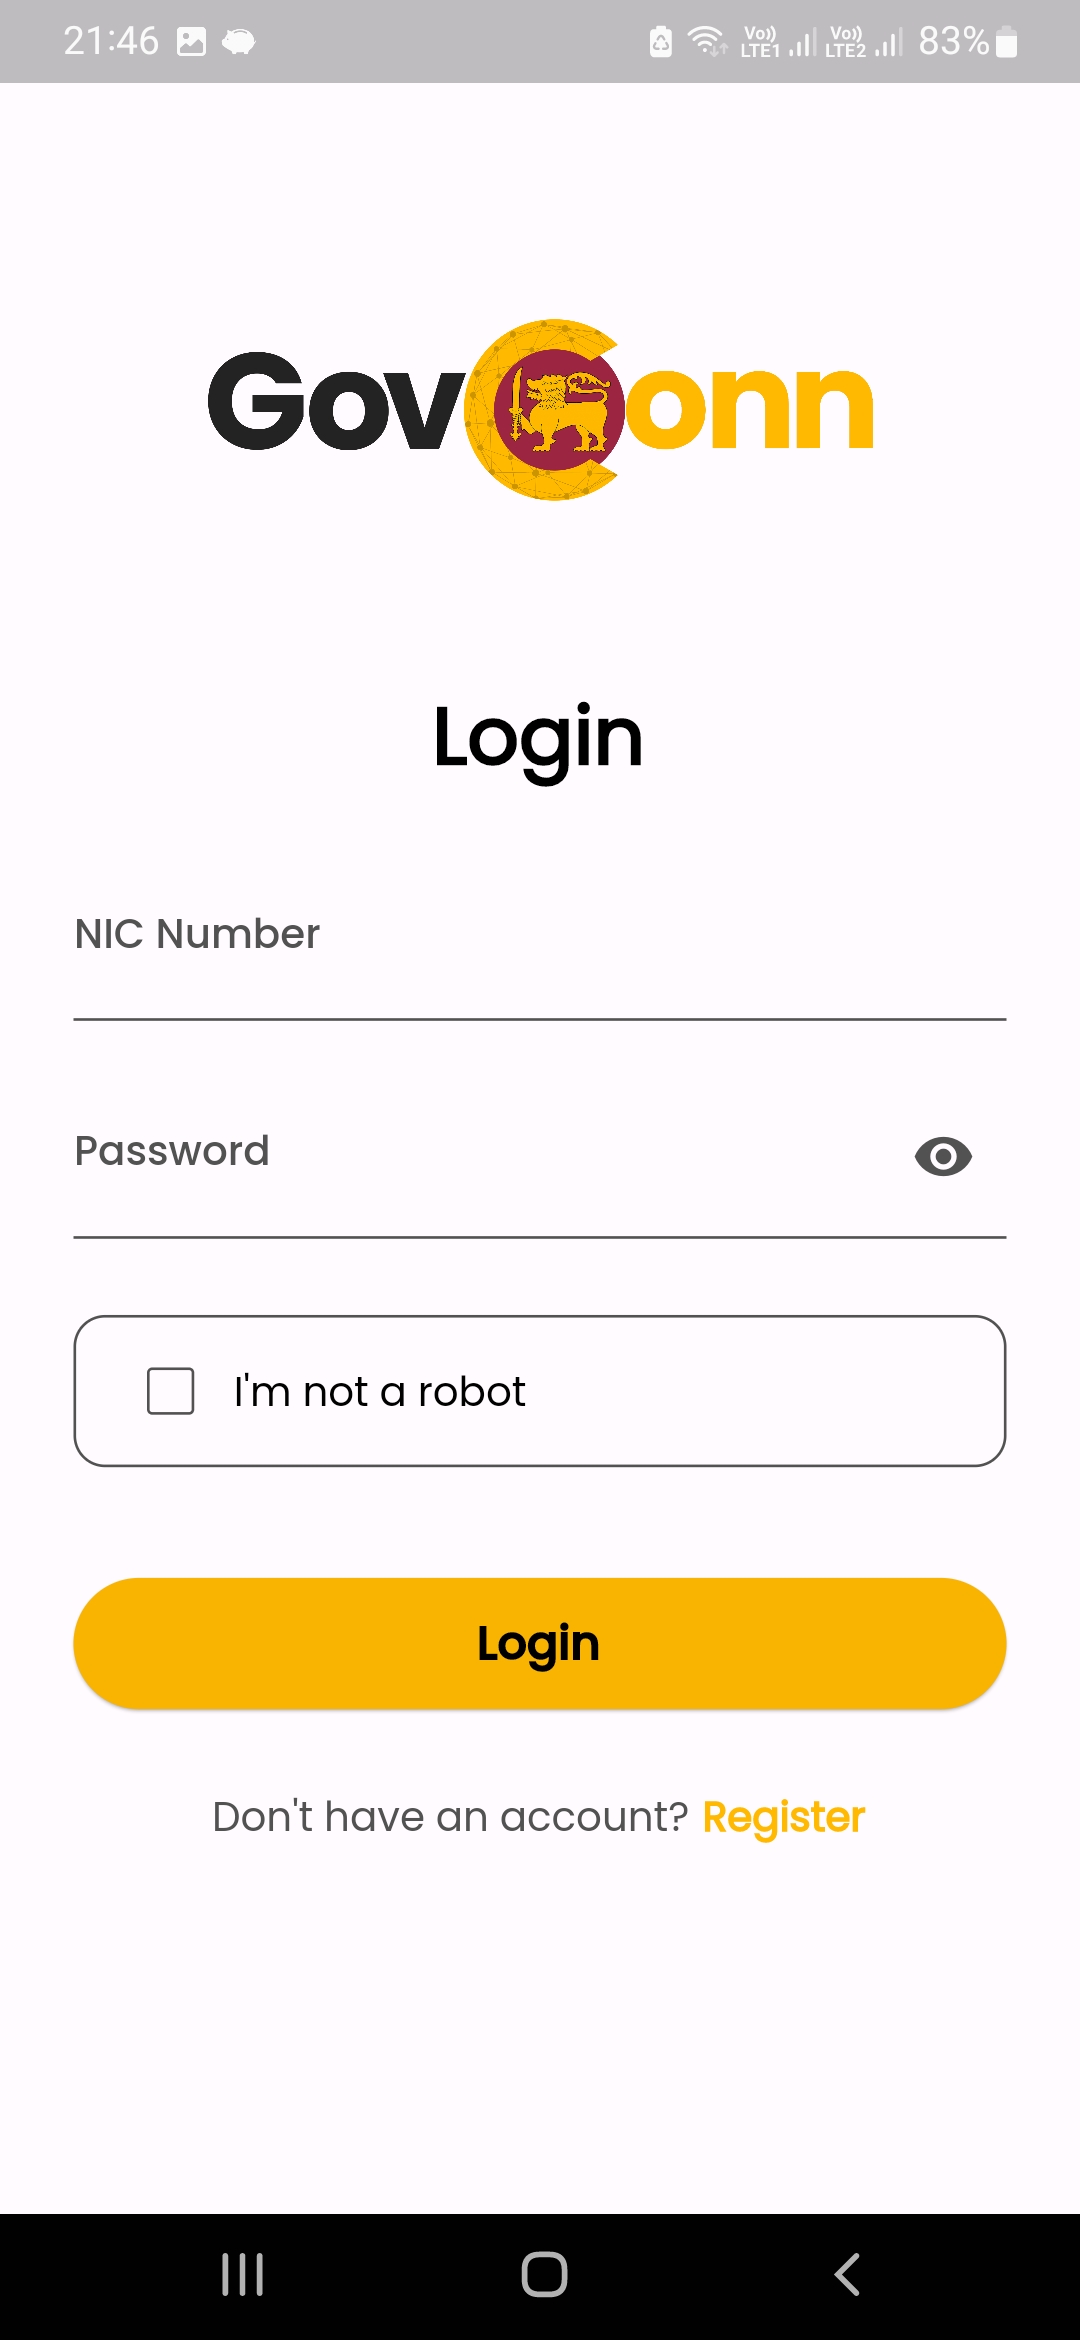 21:46 Vo)) LTE1 Vo)) LTE2 83%
GovConn
Login
NIC Number
Password
I'm not a robot
Login
Don't have an account? Register